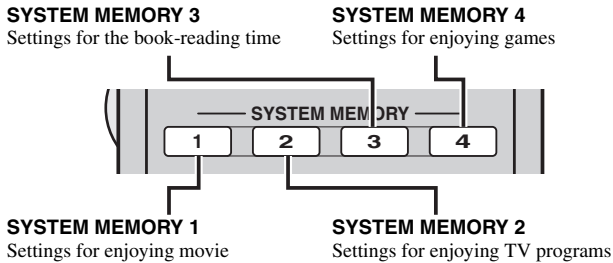 SYSTEM MEMORY 3
Settings for the book-reading time
SYSTEM MEMORY 4
Settings for enjoying games
SYSTEM MEMORY
1 2 3 4
SYSTEM MEMORY 1
Settings for enjoying movie
SYSTEM MEMORY 2
Settings for enjoying TV programs